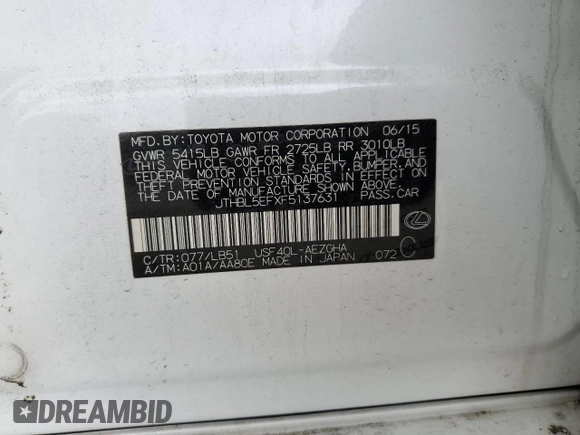 MFD. BY: TOYOTA MOTOR CORPORATION 06/15
GVWR 5415LB GAWR FR 2725LB RR 3010LB
THIS VEHICLE CONFORMS TO ALL APPLICABLE
FEDERAL MOTOR VEHICLE SAFETY, BUMPER, AND
THEFT PREVENTION STANDARDS IN EFFECT ON
THE DATE OF MANUFACTURE SHOWN ABOVE.
JTHBL5EFXF5137631 PASS.CAR
C/TR: 077/LB51 USF40L-AEZGHA
A/TM: A01A/AA80E MADE IN JAPAN 072
DREAMBID